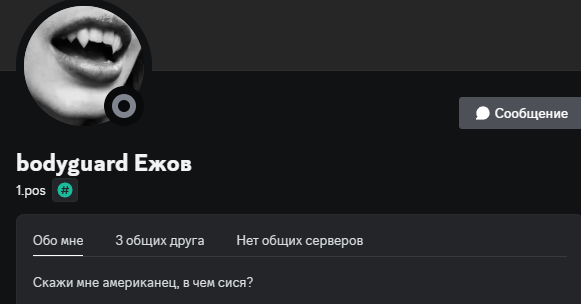 Сообщение
bodyguard Ежов
1.pos #
Обо мне 3 общих друга Нет общих серверов
Скажи мне американец, в чем сися?